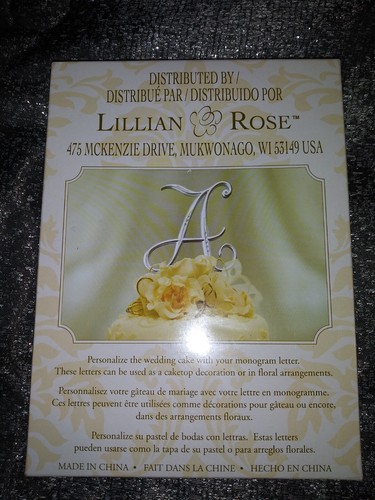 DISTRIBUTED BY /
DISTRIBUÉ PAR / DISTRIBUIDO POR
LILLIAN ROSE™
475 MCKENZIE DRIVE, MUKWONAGO, WI 53149 USA
A
Personalize the wedding cake with your monogram letter.
These letters can be used as a caketop decoration or in floral arrangements.
Personnalisez votre gâteau de mariage avec votre lettre en monogramme.
Ces lettres peuvent être utilisées comme décorations pour gâteau ou encore,
dans des arrangements floraux.
Personalize su pastel de bodas con lettras. Estas letters
pueden usarse como la tapa de su pastel o para arreglos florales.
MADE IN CHINA • FAIT DANS LA CHINE • HECHO EN CHINA